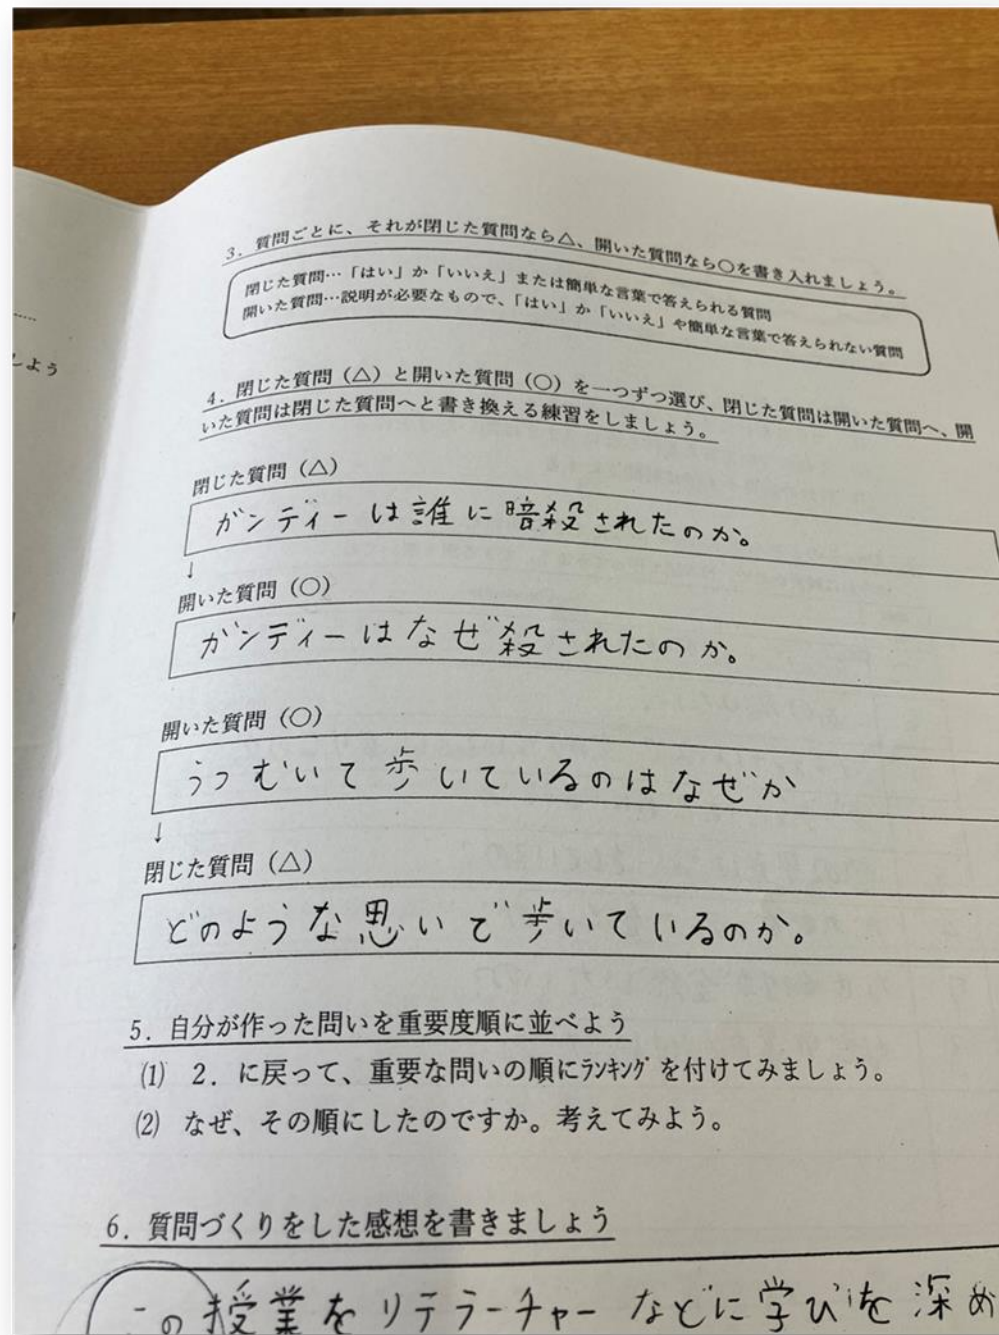 しよう
3．質問ごとに、それが閉じた質問なら△、開いた質問なら○を書き入れましょう。
閉じた質問…「はい」か「いいえ」または簡単な言葉で答えられる質問
開いた質問…説明が必要なもので、「はい」か「いいえ」や簡単な言葉で答えられない質問
4．閉じた質問（△）と開いた質問（○）を一つずつ選び、閉じた質問は開いた質問へ、開
いた質問は閉じた質問へと書き換える練習をしましょう。
閉じた質問（△）
ガンディーは誰に暗殺されたのか。
↓
開いた質問（○）
ガンディーはなぜ殺されたのか。
開いた質問（○）
うつむいて歩いているのはなぜか
↓
閉じた質問（△）
どのような思いで歩いているのか。
5．自分が作った問いを重要度順に並べよう
(1) 2．に戻って、重要な問いの順にﾗﾝｷﾝｸﾞを付けてみましょう。
(2) なぜ、その順にしたのですか。考えてみよう。
6．質問づくりをした感想を書きましょう
この授業をリテラーチャーなどに学びを深め